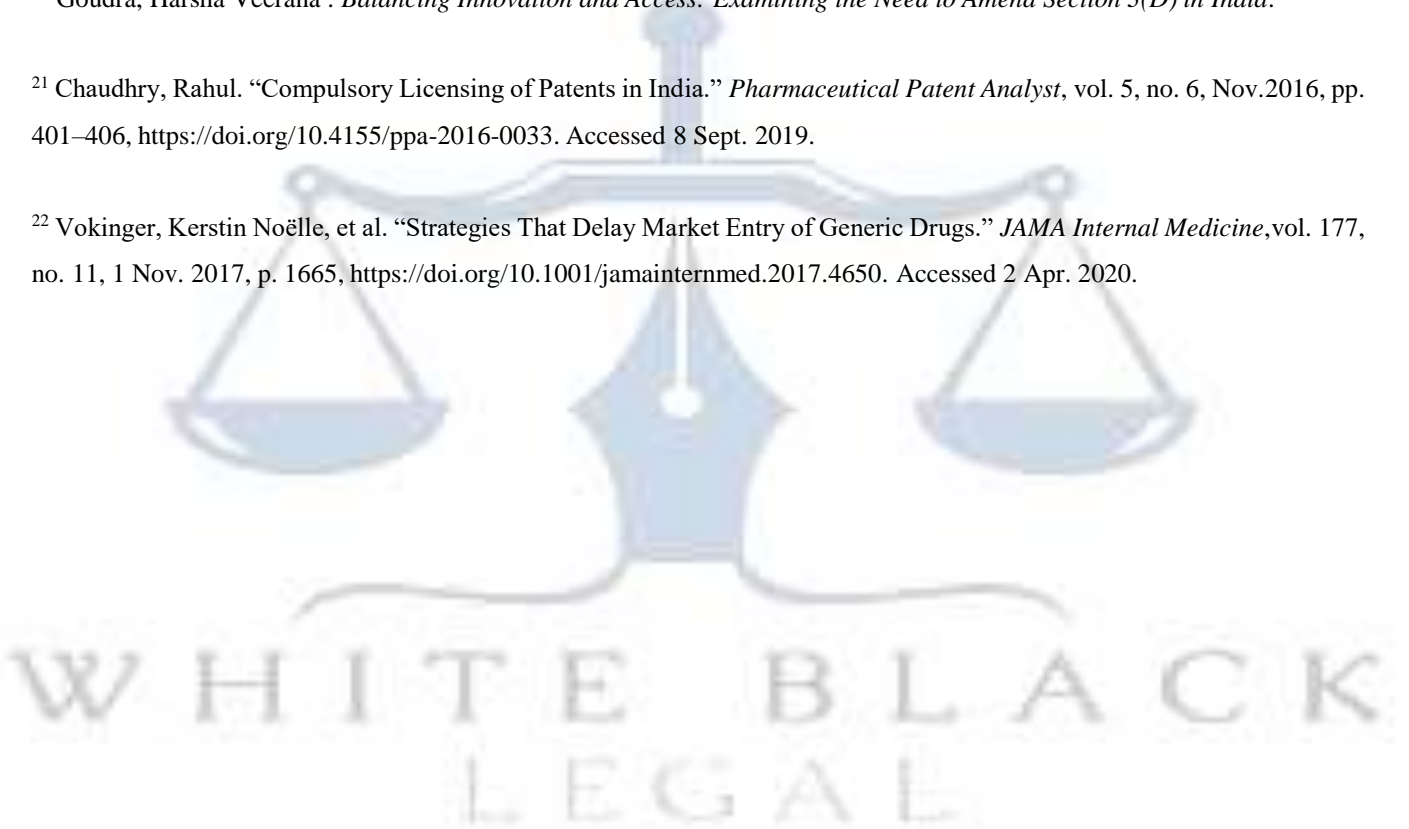 Goudra, Harsha Veerana . Balancing Innovation and Access: Examining the Need to Amend Section 3(D) in India.
21 Chaudhry, Rahul. “Compulsory Licensing of Patents in India.” Pharmaceutical Patent Analyst, vol. 5, no. 6, Nov.2016, pp.
401–406, https://doi.org/10.4155/ppa-2016-0033. Accessed 8 Sept. 2019.
22 Vokinger, Kerstin Noëlle, et al. “Strategies That Delay Market Entry of Generic Drugs.” JAMA Internal Medicine,vol. 177,
no. 11, 1 Nov. 2017, p. 1665, https://doi.org/10.1001/jamainternmed.2017.4650. Accessed 2 Apr. 2020.
WHITE BLACK
LEGAL